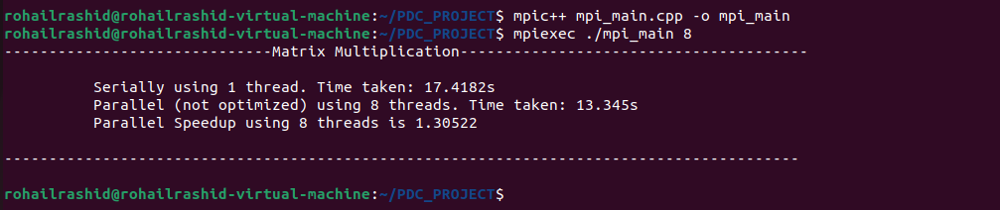 rohailrashid@rohailrashid-virtual-machine:~/PDC_PROJECT$ mpic++ mpi_main.cpp -o mpi_main
rohailrashid@rohailrashid-virtual-machine:~/PDC_PROJECT$ mpiexec ./mpi_main 8
------------------------------Matrix Multiplication---------------------------------------
Serially using 1 thread. Time taken: 17.4182s
Parallel (not optimized) using 8 threads. Time taken: 13.345s
Parallel Speedup using 8 threads is 1.30522
-----------------------------------------------------------------------------------------
rohailrashid@rohailrashid-virtual-machine:~/PDC_PROJECT$